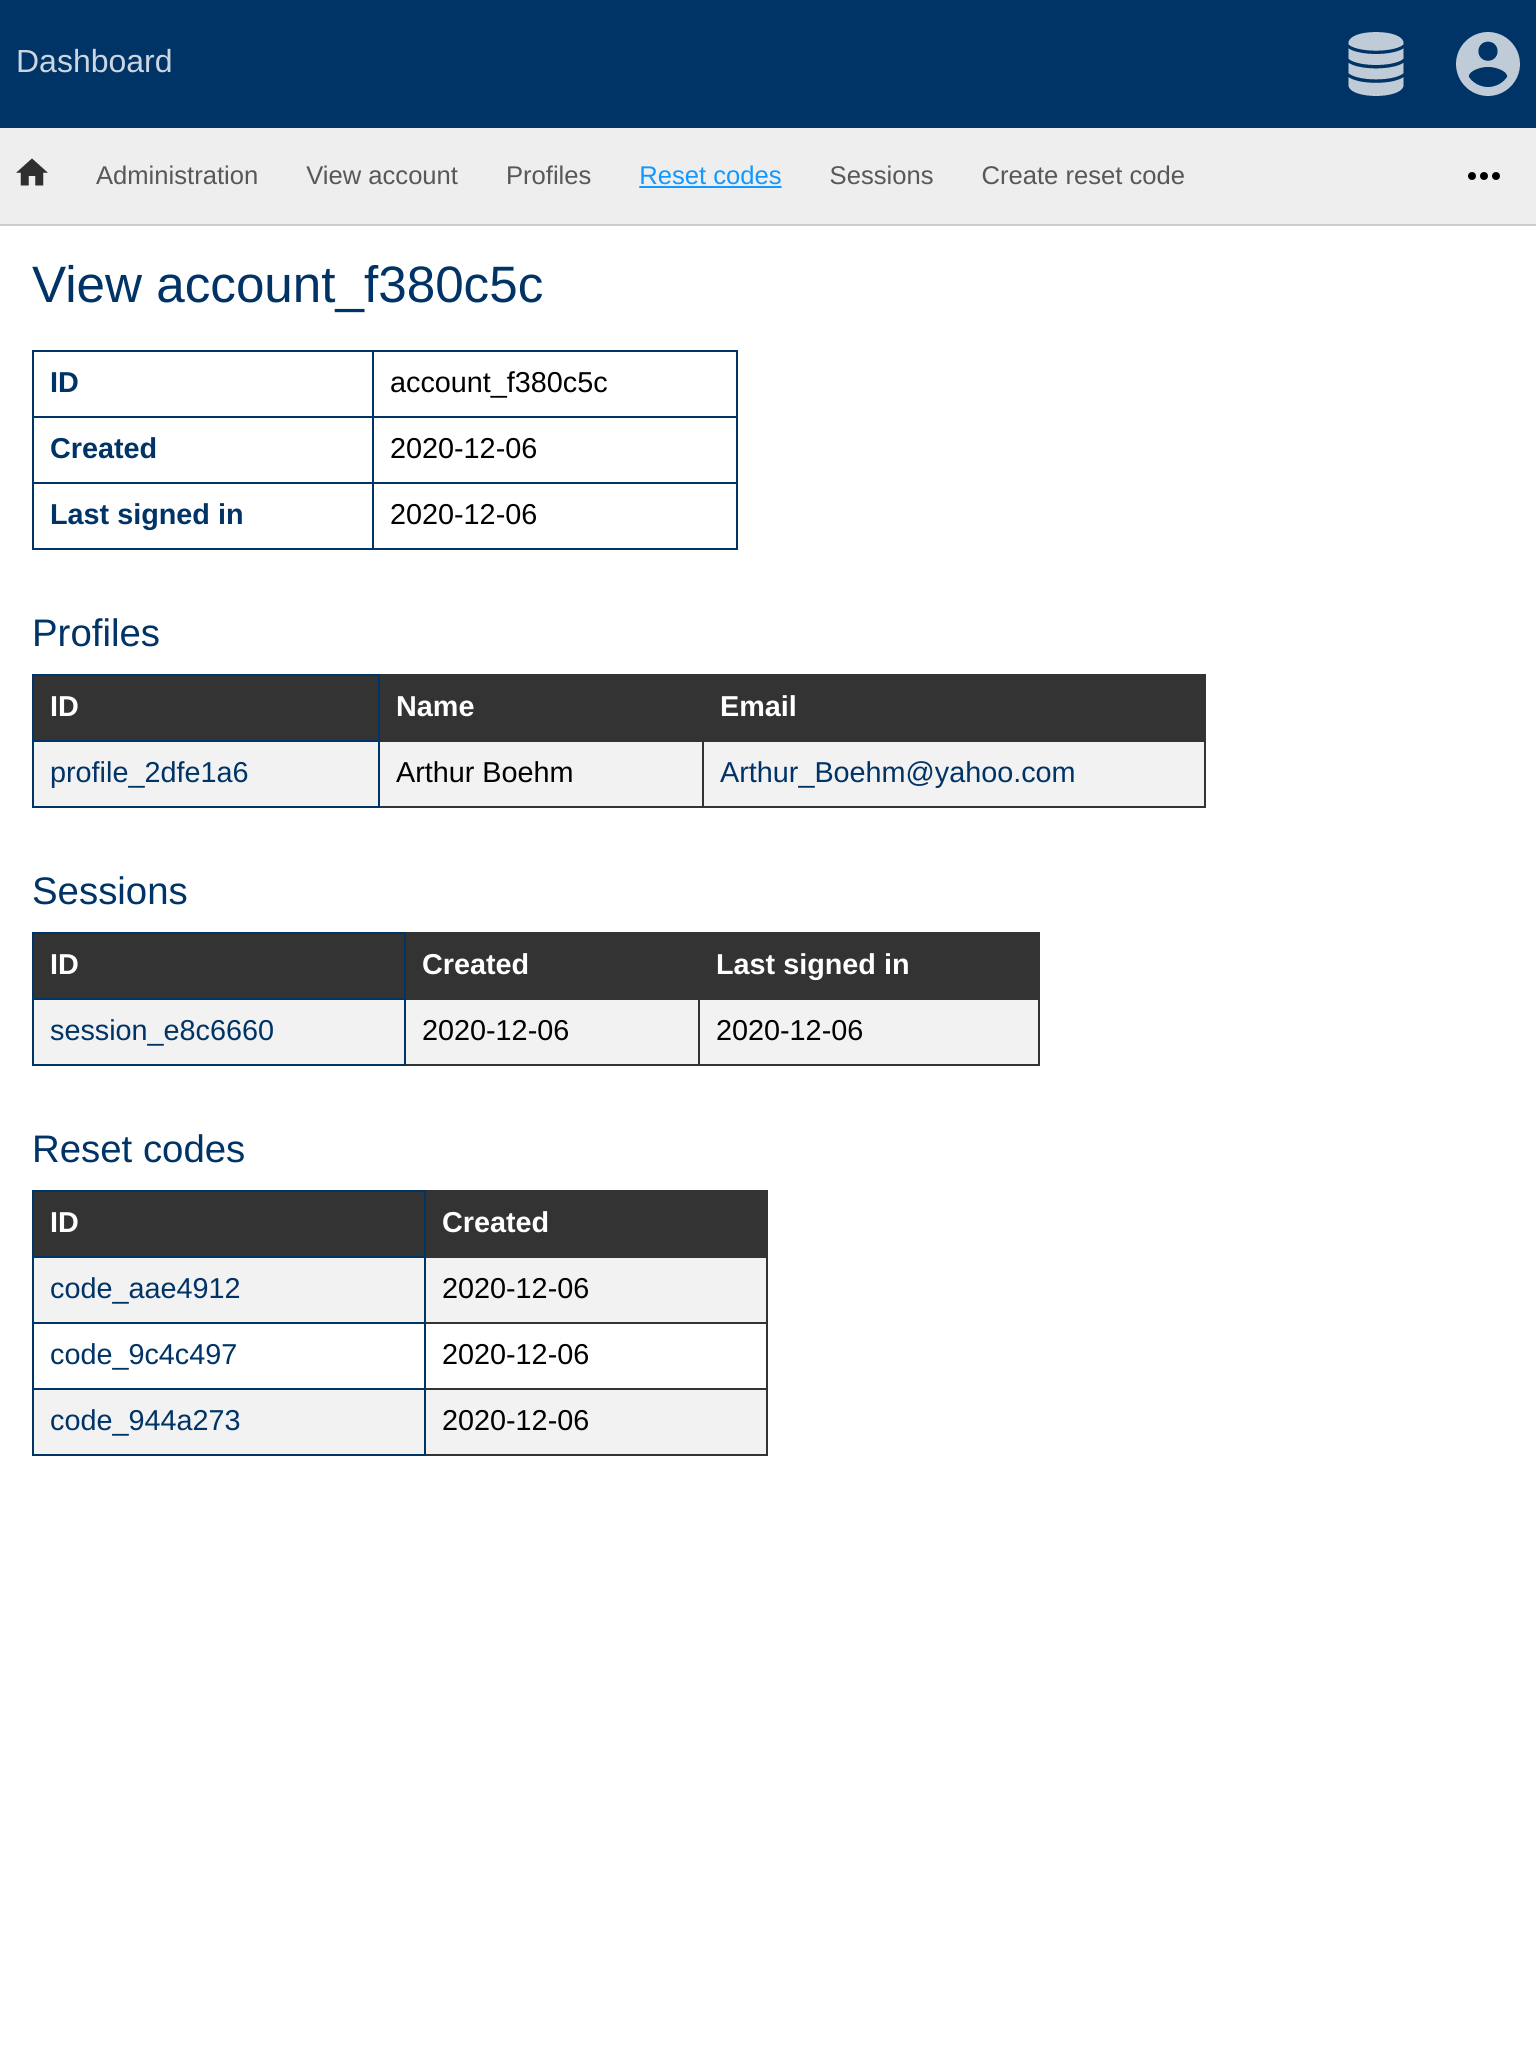 Dashboard
Administration View account Profiles Reset codes Sessions Create reset code
View account_f380c5c
ID account_f380c5c
Created 2020-12-06
Last signed in 2020-12-06
Profiles
ID Name Email
profile_2dfe1a6 Arthur Boehm Arthur_Boehm@yahoo.com
Sessions
ID Created Last signed in
session_e8c6660 2020-12-06 2020-12-06
Reset codes
ID Created
code_aae4912 2020-12-06
code_9c4c497 2020-12-06
code_944a273 2020-12-06